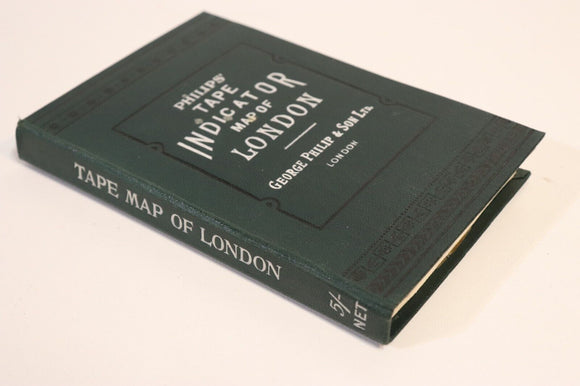 PHILIPS'
TAPE
INDICATOR
MAP OF
LONDON
GEORGE PHILIP & SON LTD.
LONDON
TAPE MAP OF LONDON
5/-
NET